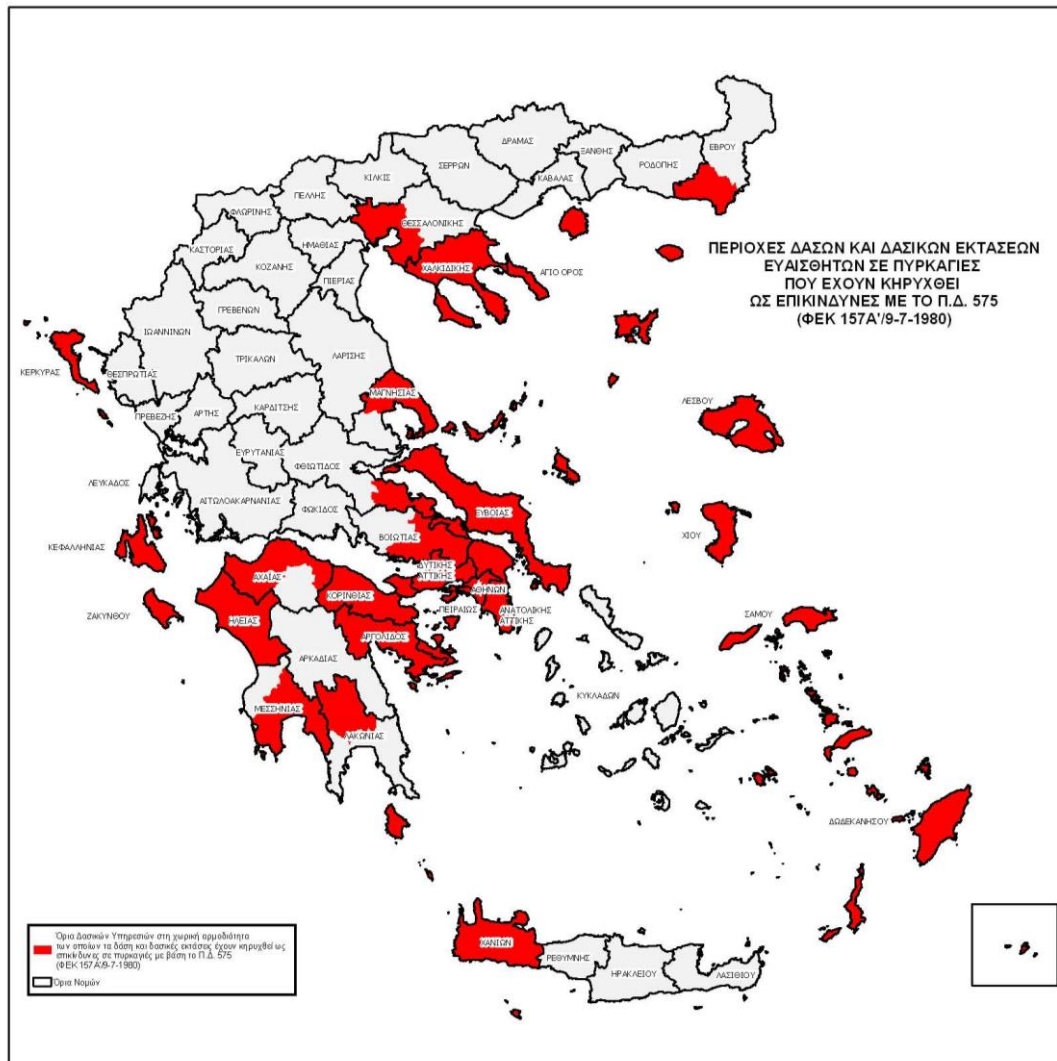 ΔΡΑΜΑΣ
ΞΑΝΘΗΣ
ΕΒΡΟΥ
ΣΕΡΡΩΝ
ΡΟΔΟΠΗΣ
ΚΙΛΚΙΣ
ΚΑΒΑΛΑΣ
ΠΕΛΛΗΣ
ΦΛΩΡΙΝΗΣ
ΘΕΣΣΑΛΟΝΙΚΗΣ
ΗΜΑΘΙΑΣ
ΚΑΣΤΟΡΙΑΣ
ΠΕΡΙΟΧΕΣ ΔΑΣΩΝ ΚΑΙ ΔΑΣΙΚΩΝ ΕΚΤΑΣΕΩΝ
ΕΥΑΙΣΘΗΤΩΝ ΣΕ ΠΥΡΚΑΓΙΕΣ
ΠΟΥ ΕΧΟΥΝ ΚΗΡΥΧΘΕΙ
ΩΣ ΕΠΙΚΙΝΔΥΝΕΣ ΜΕ ΤΟ Π.Δ. 575
(ΦΕΚ 157Α'/9-7-1980)
ΚΟΖΑΝΗΣ
ΧΑΛΚΙΔΙΚΗΣ
ΑΓΙΟ ΟΡΟΣ
ΠΙΕΡΙΑΣ
ΓΡΕΒΕΝΩΝ
ΙΩΑΝΝΙΝΩΝ
ΛΑΡΙΣΗΣ
ΤΡΙΚΑΛΩΝ
ΚΕΡΚΥΡΑΣ
ΘΕΣΠΡΩΤΙΑΣ
ΜΑΓΝΗΣΙΑΣ
ΛΕΣΒΟΥ
ΚΑΡΔΙΤΣΗΣ
ΑΡΤΗΣ
ΠΡΕΒΕΖΗΣ
ΕΥΡΥΤΑΝΙΑΣ
ΦΘΙΩΤΙΔΟΣ
ΛΕΥΚΑΔΟΣ
ΑΙΤΩΛΟΑΚΑΡΝΑΝΙΑΣ
ΦΩΚΙΔΟΣ
ΕΥΒΟΙΑΣ
ΒΟΙΩΤΙΑΣ
ΧΙΟΥ
ΚΕΦΑΛΛΗΝΙΑΣ
ΔΥΤΙΚΗΣ
ΑΤΤΙΚΗΣ
ΑΧΑΪΑΣ
ΑΘΗΝΩΝ
ΚΟΡΙΝΘΙΑΣ
ΠΕΙΡΑΙΩΣ
ΑΝΑΤΟΛΙΚΗΣ
ΑΤΤΙΚΗΣ
ΖΑΚΥΝΘΟΥ
ΗΛΕΙΑΣ
ΣΑΜΟΥ
ΑΡΓΟΛΙΔΟΣ
ΑΡΚΑΔΙΑΣ
ΚΥΚΛΑΔΩΝ
ΜΕΣΣΗΝΙΑΣ
ΛΑΚΩΝΙΑΣ
ΔΩΔΕΚΑΝΗΣΟΥ
ΧΑΝΙΩΝ
ΡΕΘΥΜΝΗΣ
ΗΡΑΚΛΕΙΟΥ
ΛΑΣΙΘΙΟΥ
Όρια Δασικών Υπηρεσιών στη χωρική αρμοδιότητα
των οποίων τα δάση και δασικές εκτάσεις έχουν κηρυχθεί ως
επικίνδυνες σε πυρκαγιές με βάση το Π.Δ. 575
(ΦΕΚ 157Α'/9-7-1980)
Όρια Νομών